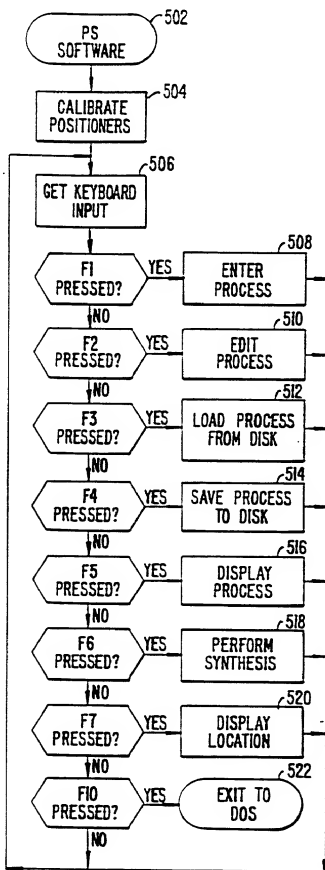 502
PS
SOFTWARE
504
CALIBRATE
POSITIONERS
506
GET KEYBOARD
INPUT
508
F1
PRESSED?
YES
ENTER
PROCESS
NO
510
F2
PRESSED?
YES
EDIT
PROCESS
NO
512
F3
PRESSED?
YES
LOAD PROCESS
FROM DISK
NO
514
F4
PRESSED?
YES
SAVE PROCESS
TO DISK
NO
516
F5
PRESSED?
YES
DISPLAY
PROCESS
NO
518
F6
PRESSED?
YES
PERFORM
SYNTHESIS
NO
520
F7
PRESSED?
YES
DISPLAY
LOCATION
NO
522
F10
PRESSED?
YES
EXIT TO
DOS
NO